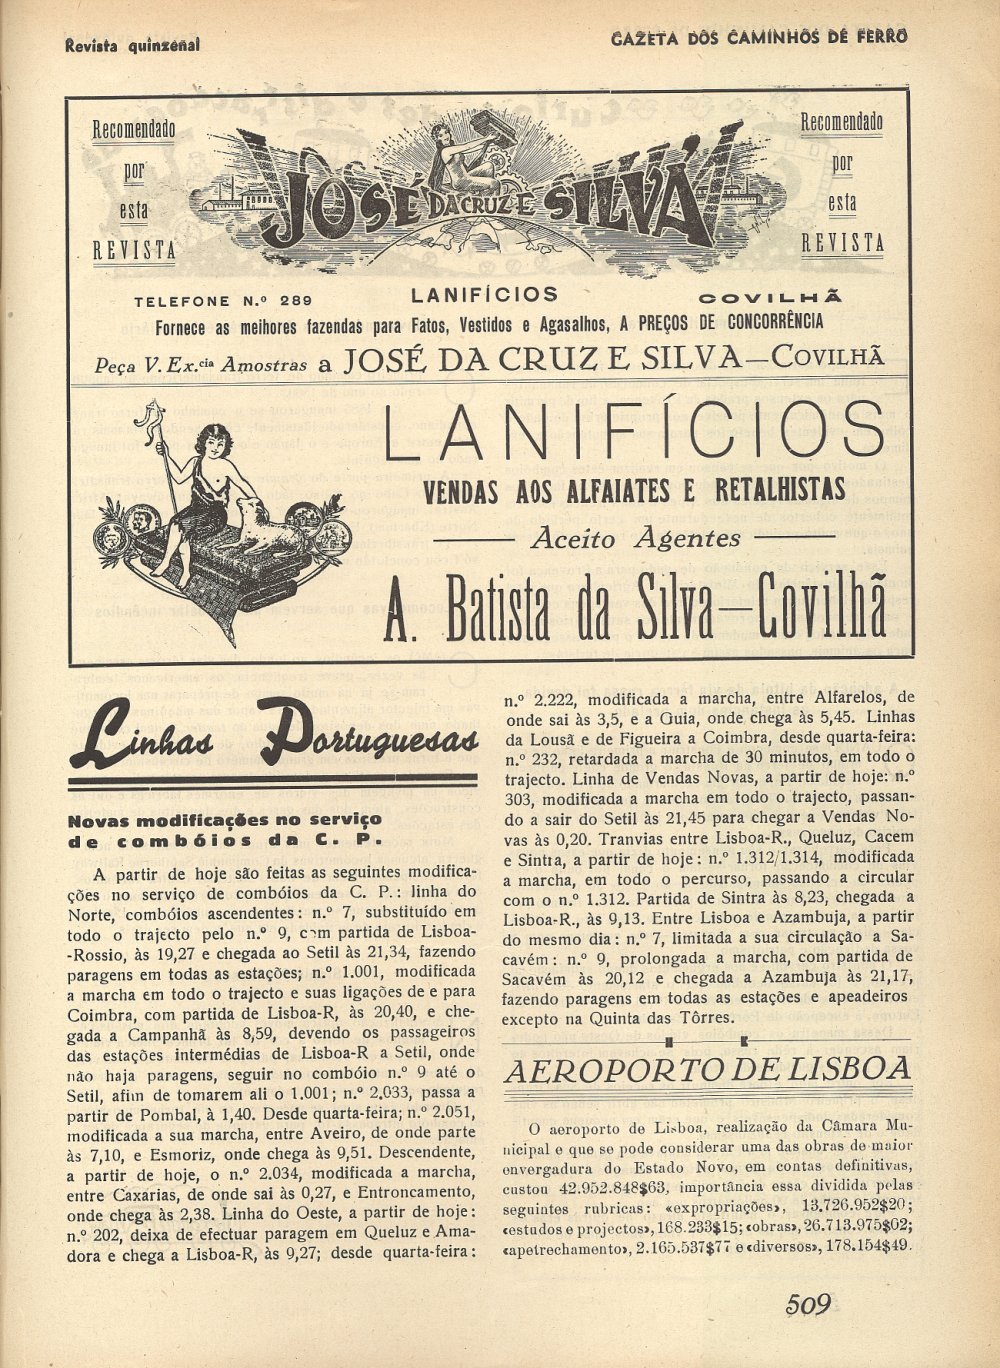 Revista quinzenal
GAZETA DOS CAMINHOS DE FERRO
Recomendado
por
esta
REVISTA
JOSÉ DA CRUZ E SILVA
Recomendado
por
esta
REVISTA
TELEFONE N.º 289
LANIFÍCIOS
COVILHÃ
Fornece as melhores fazendas para Fatos, Vestidos e Agasalhos, A PREÇOS DE CONCORRÊNCIA
Peça V. Ex.cia Amostras a JOSÉ DA CRUZ E SILVA—COVILHÃ
LANIFÍCIOS
VENDAS AOS ALFAIATES E RETALHISTAS
Aceito Agentes
A. Batista da Silva—Covilhã
Linhas Portuguesas
Novas modificações no serviço
de combóios da C. P.
A partir de hoje são feitas as seguintes modifica-
ções no serviço de combóios da C. P.: linha do
Norte, combóios ascendentes: n.º 7, substituído em
todo o trajecto pelo n.º 9, com partida de Lisboa-
-Rossio, às 19,27 e chegada ao Setil às 21,34, fazendo
paragens em todas as estações; n.º 1.001, modificada
a marcha em todo o trajecto e suas ligações de e para
Coimbra, com partida de Lisboa-R, às 20,40, e che-
gada a Campanhã às 8,59, devendo os passageiros
das estações intermédias de Lisboa-R a Setil, onde
não haja paragens, seguir no combóio n.º 9 até o
Setil, afim de tomarem ali o 1.001; n.º 2.033, passa a
partir de Pombal, à 1,40. Desde quarta-feira; n.º 2.051,
modificada a sua marcha, entre Aveiro, de onde parte
às 7,10, e Esmoriz, onde chega às 9,51. Descendente,
a partir de hoje, o n.º 2.034, modificada a marcha,
entre Caxarias, de onde sai às 0,27, e Entroncamento,
onde chega às 2,38. Linha do Oeste, a partir de hoje:
n.º 202, deixa de efectuar paragem em Queluz e Ama-
dora e chega a Lisboa-R, às 9,27; desde quarta-feira:
n.º 2.222, modificada a marcha, entre Alfarelos, de
onde sai às 3,5, e a Guia, onde chega às 5,45. Linhas
da Lousã e de Figueira a Coimbra, desde quarta-feira:
n.º 232, retardada a marcha de 30 minutos, em todo o
trajecto. Linha de Vendas Novas, a partir de hoje: n.º
303, modificada a marcha em todo o trajecto, passan-
do a sair do Setil às 21,45 para chegar a Vendas No-
vas às 0,20. Tranvias entre Lisboa-R., Queluz, Cacem
e Sintra, a partir de hoje: n.º 1.312/1.314, modificada
a marcha, em todo o percurso, passando a circular
com o n.º 1.312. Partida de Sintra às 8,23, chegada a
Lisboa-R., às 9,13. Entre Lisboa e Azambuja, a partir
do mesmo dia: n.º 7, limitada a sua circulação a Sa-
cavém: n.º 9, prolongada a marcha, com partida de
Sacavém às 20,12 e chegada a Azambuja às 21,17,
fazendo paragens em todas as estações e apeadeiros
excepto na Quinta das Tôrres.
AEROPORTO DE LISBOA
O aeroporto de Lisboa, realização da Câmara Mu-
nicipal e que se pode considerar uma das obras de maior
envergadura do Estado Novo, em contas definitivas,
custou 42.952.848$63, importância essa dividida pelas
seguintes rubricas: «expropriações», 13.726.952$20;
«estudos e projectos», 168.233$15; «obras», 26.713.975$02;
«apetrechamento», 2.165.537$77 e «diversos», 178.154$49.
509